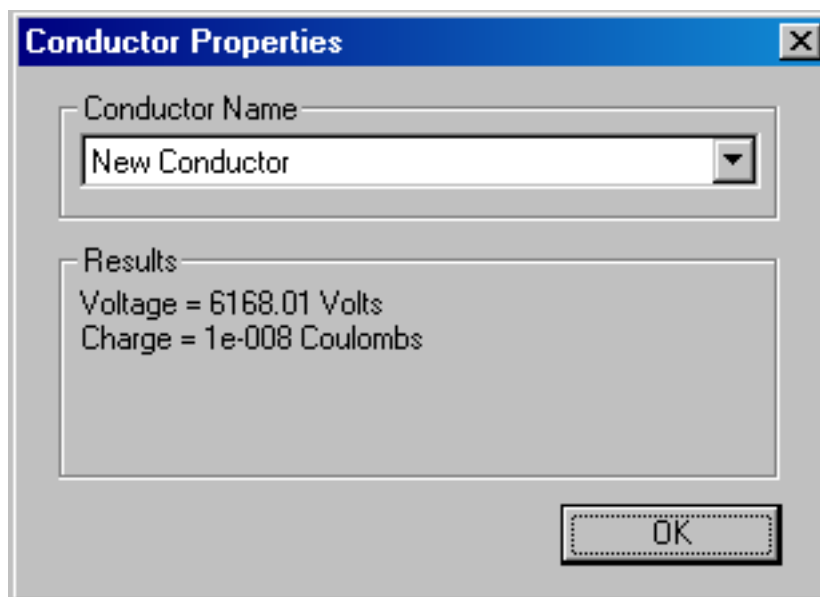 Conductor Properties
Conductor Name
New Conductor
Results
Voltage = 6168.01 Volts
Charge = 1e-008 Coulombs
OK